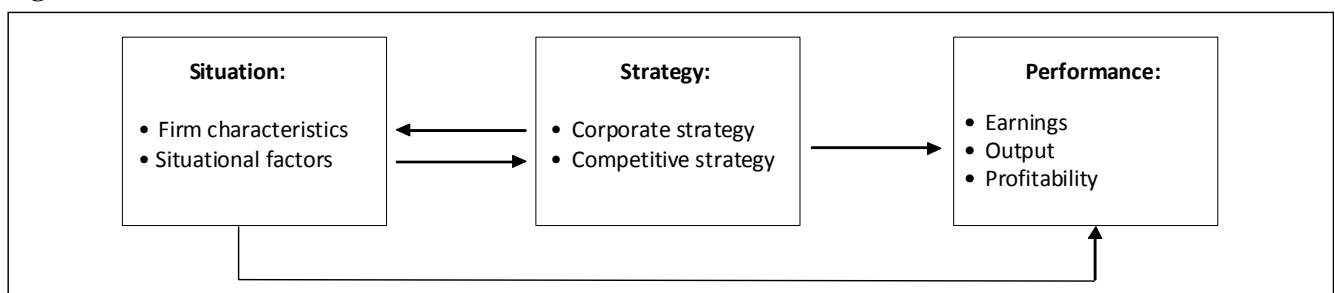 Situation:
• Firm characteristics
• Situational factors
Strategy:
• Corporate strategy
• Competitive strategy
Performance:
• Earnings
• Output
• Profitability